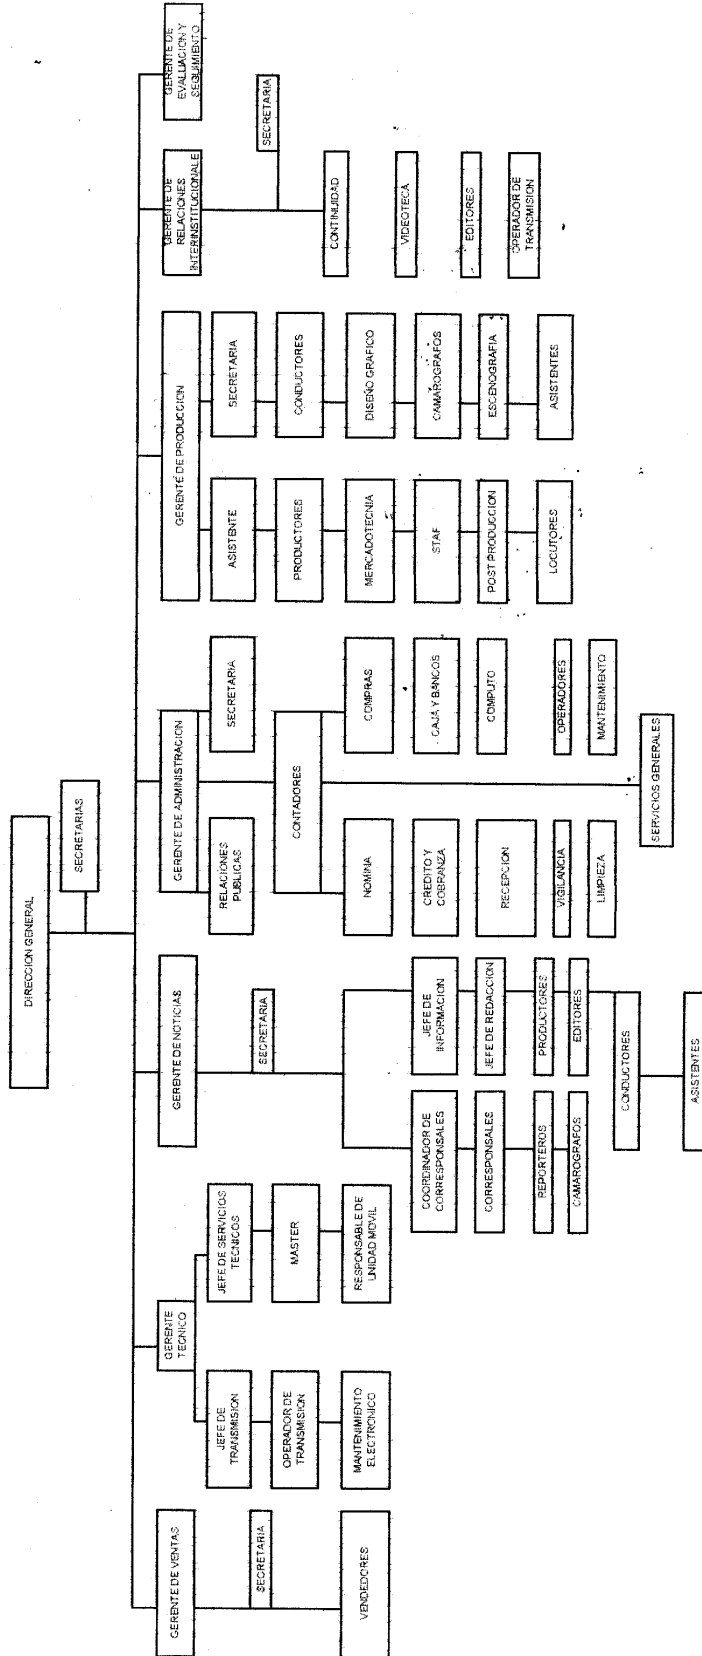 DIRECCION GENERAL
SECRETARIAS
GERENTE DE VENTAS
SECRETARIA
VENDEDORES
GERENTE
TECNICO
JEFE DE
TRANSMISION
JEFE DE SERVICIOS
TECNICOS
OPERADOR DE
TRANSMISION
MASTER
MANTENIMIENTO
ELECTRONICO
RESPONSABLE DE
UNIDAD MOVIL
GERENTE DE NOTICIAS
SECRETARIA
COORDINADOR DE
CORRESPONSALES
JEFE DE
INFORMACION
CORRESPONSALES
JEFE DE REDACCION
REPORTEROS
PRODUCTORES
CAMAROGRAFOS
EDITORES
CONDUCTORES
ASISTENTES
GERENTE DE ADMINISTRACION
RELACIONES
PUBLICAS
SECRETARIA
CONTADORES
NOMINA
COMPRAS
CREDITO Y
COBRANZA
CAJA Y BANCOS
RECEPCION
COMPUTO
VIGILANCIA
OPERADORES
LIMPIEZA
MANTENIMIENTO
SERVICIOS GENERALES
GERENTE DE PRODUCCION
ASISTENTE
SECRETARIA
PRODUCTORES
CONDUCTORES
MERCADOTECNIA
DISEÑO GRAFICO
STAF
CAMAROGRAFOS
POST PRODUCCION
ESCENOGRAFIA
LOCUTORES
ASISTENTES
GERENTE DE
RELACIONES
INTERINSTITUCIONALE
SECRETARIA
CONTINUIDAD
VIDEOTECA
EDITORES
OPERADOR DE
TRANSMISION
GERENTE DE
EVALUACION Y
SEGUIMIENTO